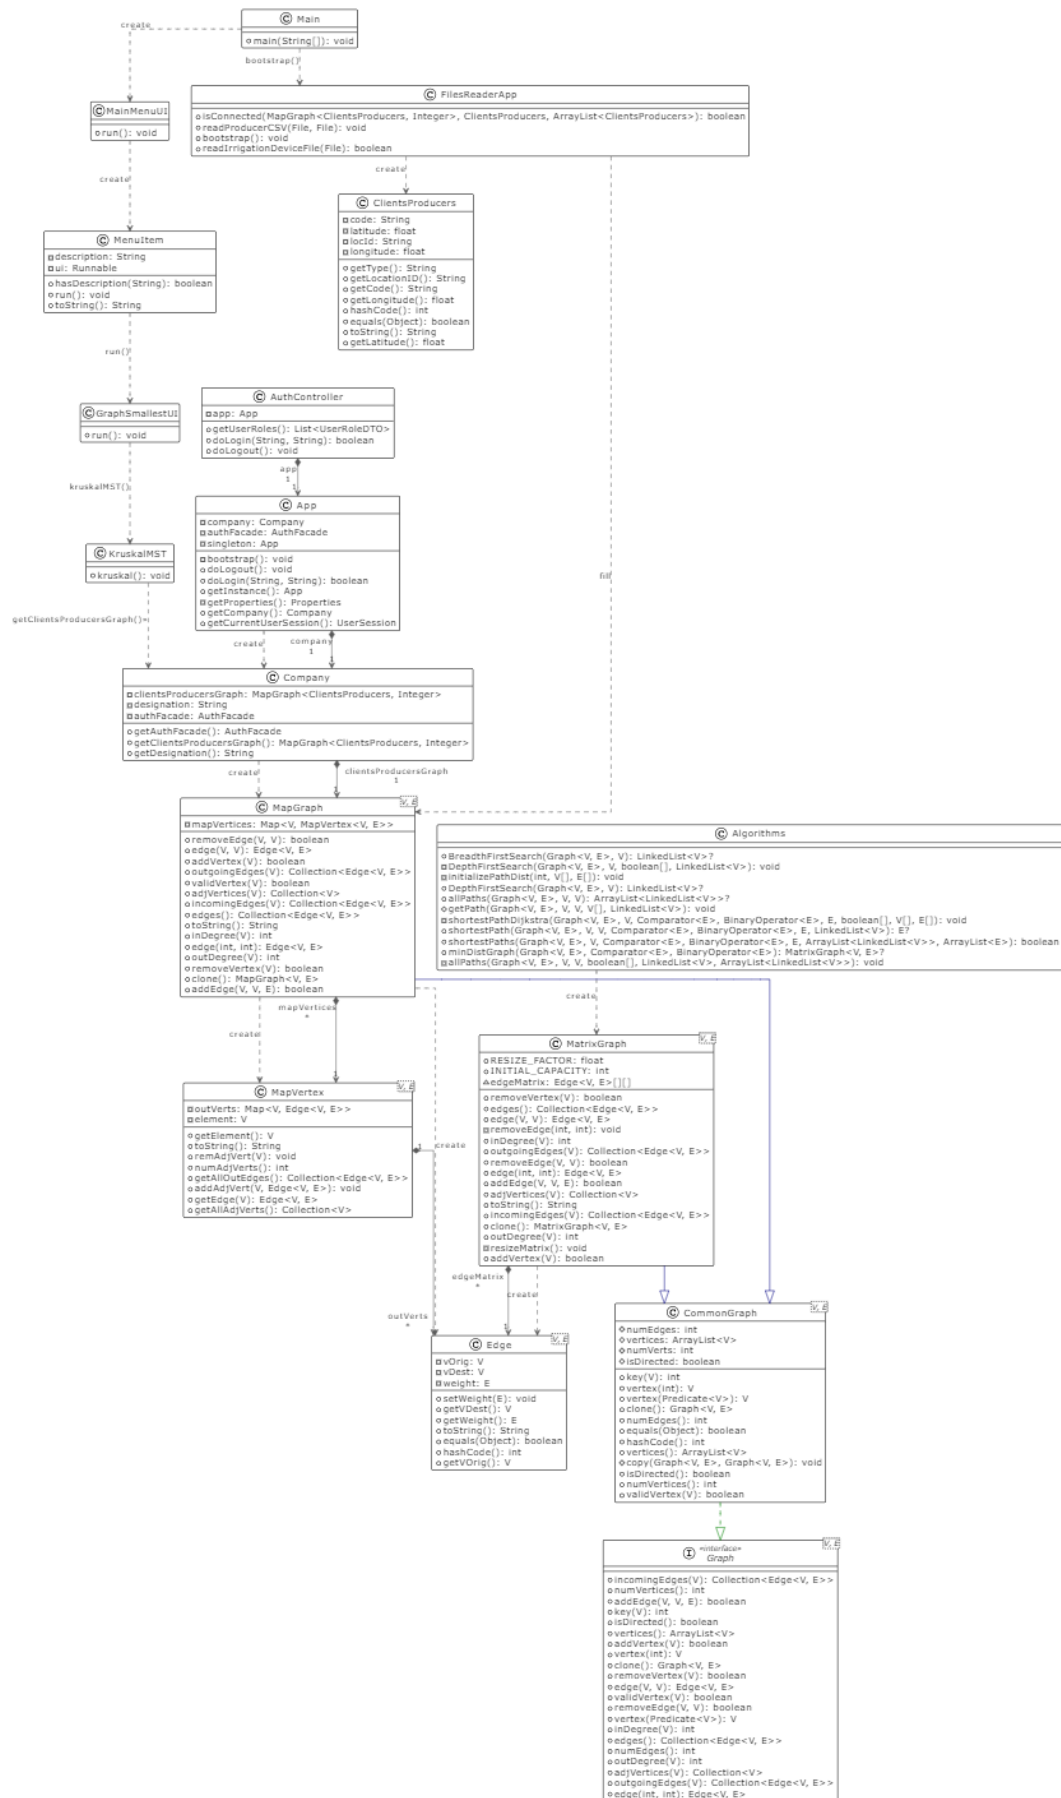 create
C Main
main(String[]): void
bootstrap()
C MainMenuUI
run(): void
C FilesReaderApp
isConnected(MapGraph<ClientsProducers, Integer>, ClientsProducers, ArrayList<ClientsProducers>): boolean
readProducerCSV(File, File): void
bootstrap(): void
readIrrigationDeviceFile(File): boolean
create
create
C ClientsProducers
code: String
latitude: float
locId: String
longitude: float
getType(): String
getLocationID(): String
getCode(): String
getLongitude(): float
hashCode(): int
equals(Object): boolean
toString(): String
getLatitude(): float
C MenuItem
description: String
ui: Runnable
hasDescription(String): boolean
run(): void
toString(): String
run()
C GraphSmallestUI
run(): void
C AuthController
app: App
getUserRoles(): List<UserRoleDTO>
doLogin(String, String): boolean
doLogout(): void
app
1
1
kruskalMST()
C App
company: Company
authFacade: AuthFacade
singleton: App
bootstrap(): void
doLogout(): void
doLogin(String, String): boolean
getInstance(): App
getProperties(): Properties
getCompany(): Company
getCurrentUserSession(): UserSession
C KruskalMST
kruskal(): void
fill
getClientsProducersGraph()
create
company
1
1
C Company
clientsProducersGraph: MapGraph<ClientsProducers, Integer>
designation: String
authFacade: AuthFacade
getAuthFacade(): AuthFacade
getClientsProducersGraph(): MapGraph<ClientsProducers, Integer>
getDesignation(): String
create
clientsProducersGraph
1
1
C MapGraph
V, E
mapVertices: Map<V, MapVertex<V, E>>
removeEdge(V, V): boolean
edge(V, V): Edge<V, E>
addVertex(V): boolean
outgoingEdges(V): Collection<Edge<V, E>>
validVertex(V): boolean
adjVertices(V): Collection<V>
incomingEdges(V): Collection<Edge<V, E>>
edges(): Collection<Edge<V, E>>
toString(): String
inDegree(V): int
edge(int, int): Edge<V, E>
outDegree(V): int
removeVertex(V): boolean
clone(): MapGraph<V, E>
addEdge(V, V, E): boolean
C Algorithms
BreadthFirstSearch(Graph<V, E>, V): LinkedList<V>?
DepthFirstSearch(Graph<V, E>, V, boolean[], LinkedList<V>): void
initializePathDist(int, V[], E[]): void
DepthFirstSearch(Graph<V, E>, V): LinkedList<V>?
allPaths(Graph<V, E>, V, V): ArrayList<LinkedList<V>>?
getPath(Graph<V, E>, V, V, V[], LinkedList<V>): void
shortestPathDijkstra(Graph<V, E>, V, Comparator<E>, BinaryOperator<E>, E, boolean[], V[], E[]): void
shortestPath(Graph<V, E>, V, V, Comparator<E>, BinaryOperator<E>, E, LinkedList<V>): E?
shortestPaths(Graph<V, E>, V, Comparator<E>, BinaryOperator<E>, E, ArrayList<LinkedList<V>>, ArrayList<E>): boolean
minDistGraph(Graph<V, E>, Comparator<E>, BinaryOperator<E>): MatrixGraph<V, E>?
allPaths(Graph<V, E>, V, V, boolean[], LinkedList<V>, ArrayList<LinkedList<V>>): void
create
mapVertices
*
1
create
C MatrixGraph
V, E
RESIZE_FACTOR: float
INITIAL_CAPACITY: int
edgeMatrix: Edge<V, E>[][]
removeVertex(V): boolean
edges(): Collection<Edge<V, E>>
edge(V, V): Edge<V, E>
removeEdge(int, int): void
inDegree(V): int
outgoingEdges(V): Collection<Edge<V, E>>
removeEdge(V, V): boolean
edge(int, int): Edge<V, E>
addEdge(V, V, E): boolean
adjVertices(V): Collection<V>
toString(): String
incomingEdges(V): Collection<Edge<V, E>>
clone(): MatrixGraph<V, E>
outDegree(V): int
resizeMatrix(): void
addVertex(V): boolean
C MapVertex
V, E
outVerts: Map<V, Edge<V, E>>
element: V
getElement(): V
toString(): String
remAdjVert(V): void
numAdjVerts(): int
getAllOutEdges(): Collection<Edge<V, E>>
addAdjVert(V, Edge<V, E>): void
getEdge(V): Edge<V, E>
getAllAdjVerts(): Collection<V>
1
create
edgeMatrix
*
1
create
outVerts
*
C Edge
V, E
vOrig: V
vDest: V
weight: E
setWeight(E): void
getVDest(): V
getWeight(): E
toString(): String
equals(Object): boolean
hashCode(): int
getVOrig(): V
C CommonGraph
V, E
numEdges: int
vertices: ArrayList<V>
numVerts: int
isDirected: boolean
key(V): int
vertex(int): V
vertex(Predicate<V>): V
clone(): Graph<V, E>
numEdges(): int
equals(Object): boolean
hashCode(): int
vertices(): ArrayList<V>
copy(Graph<V, E>, Graph<V, E>): void
isDirected(): boolean
numVertices(): int
validVertex(V): boolean
I «interface»
Graph
V, E
incomingEdges(V): Collection<Edge<V, E>>
numVertices(): int
addEdge(V, V, E): boolean
key(V): int
isDirected(): boolean
vertices(): ArrayList<V>
addVertex(V): boolean
vertex(int): V
clone(): Graph<V, E>
removeVertex(V): boolean
edge(V, V): Edge<V, E>
validVertex(V): boolean
removeEdge(V, V): boolean
vertex(Predicate<V>): V
inDegree(V): int
edges(): Collection<Edge<V, E>>
numEdges(): int
outDegree(V): int
adjVertices(V): Collection<V>
outgoingEdges(V): Collection<Edge<V, E>>
edge(int, int): Edge<V, E>